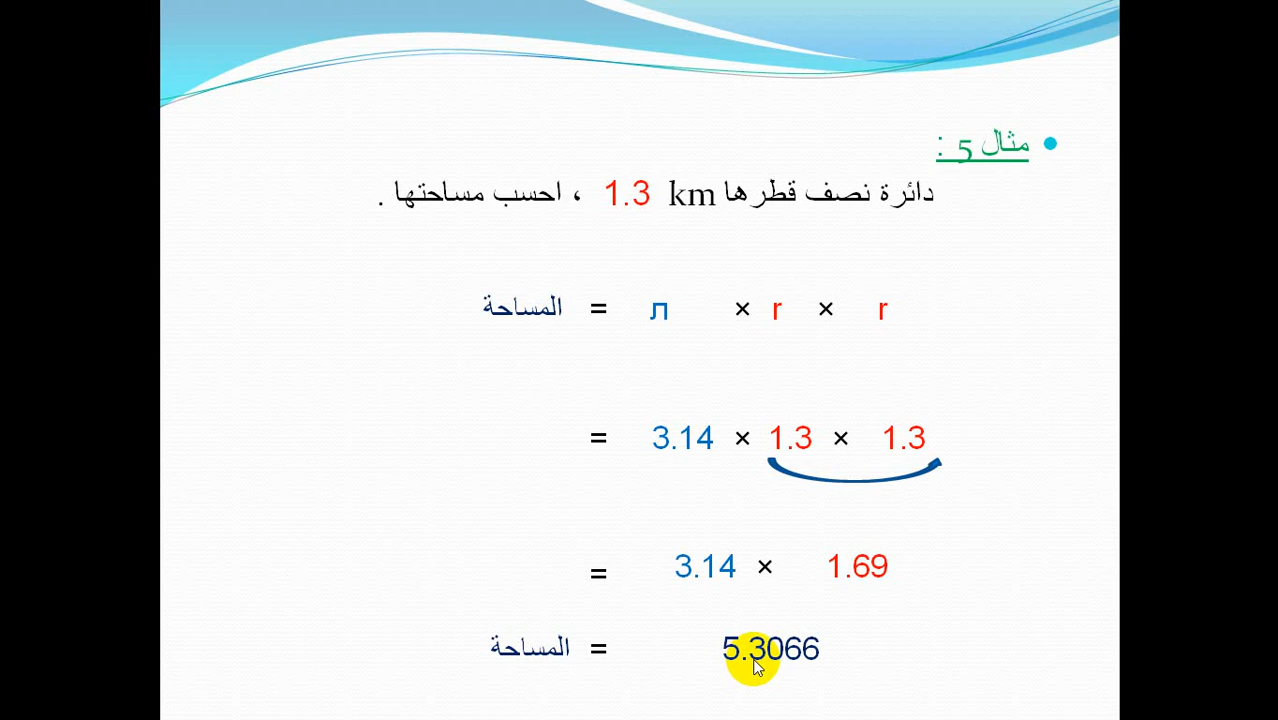 مثال 5 :
دائرة نصف قطرها 1.3 km ، احسب مساحتها .
المساحة = л × r × r
= 3.14 × 1.3 × 1.3
= 3.14 × 1.69
المساحة = 5.3066